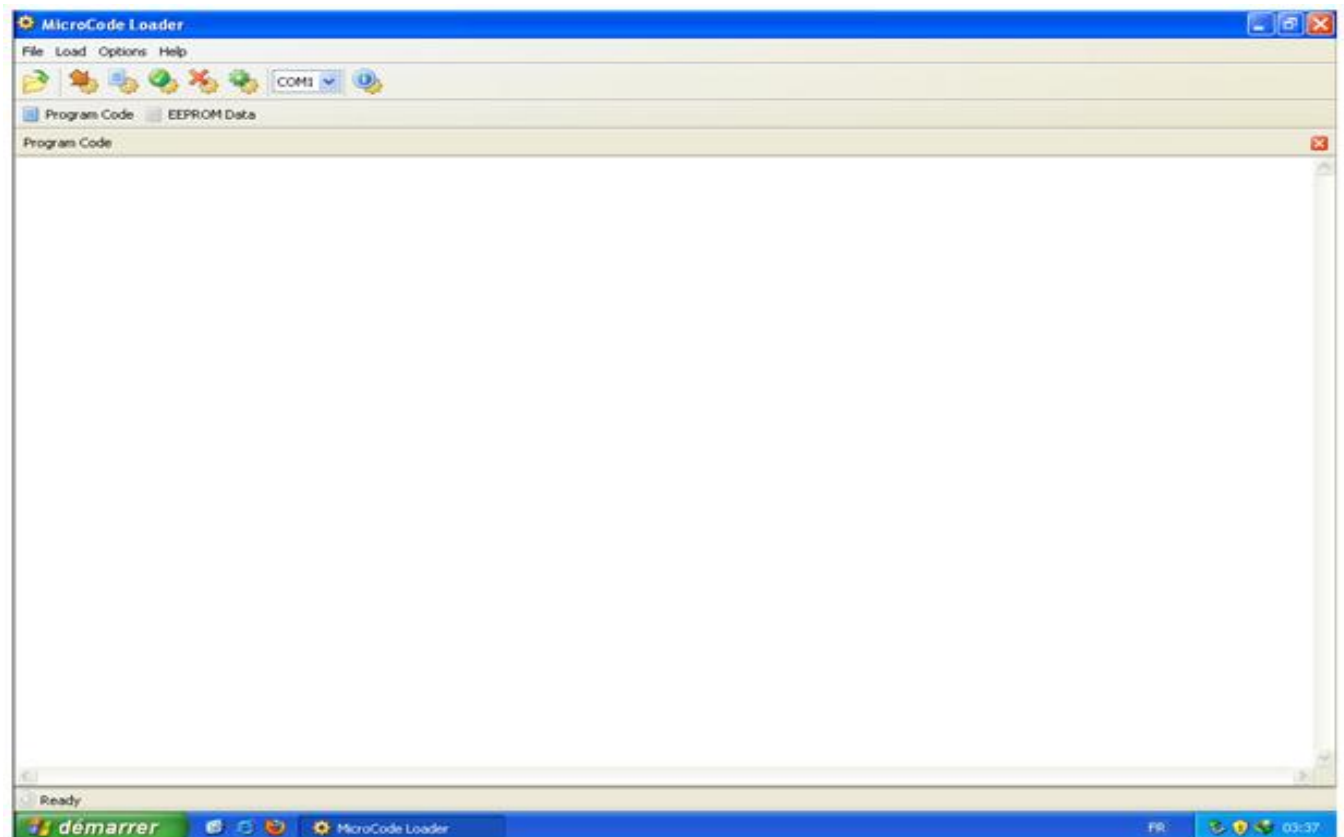 MicroCode Loader
File Load Options Help
COM1
Program Code EEPROM Data
Program Code
Ready
démarrer MicroCode Loader FR 03:37